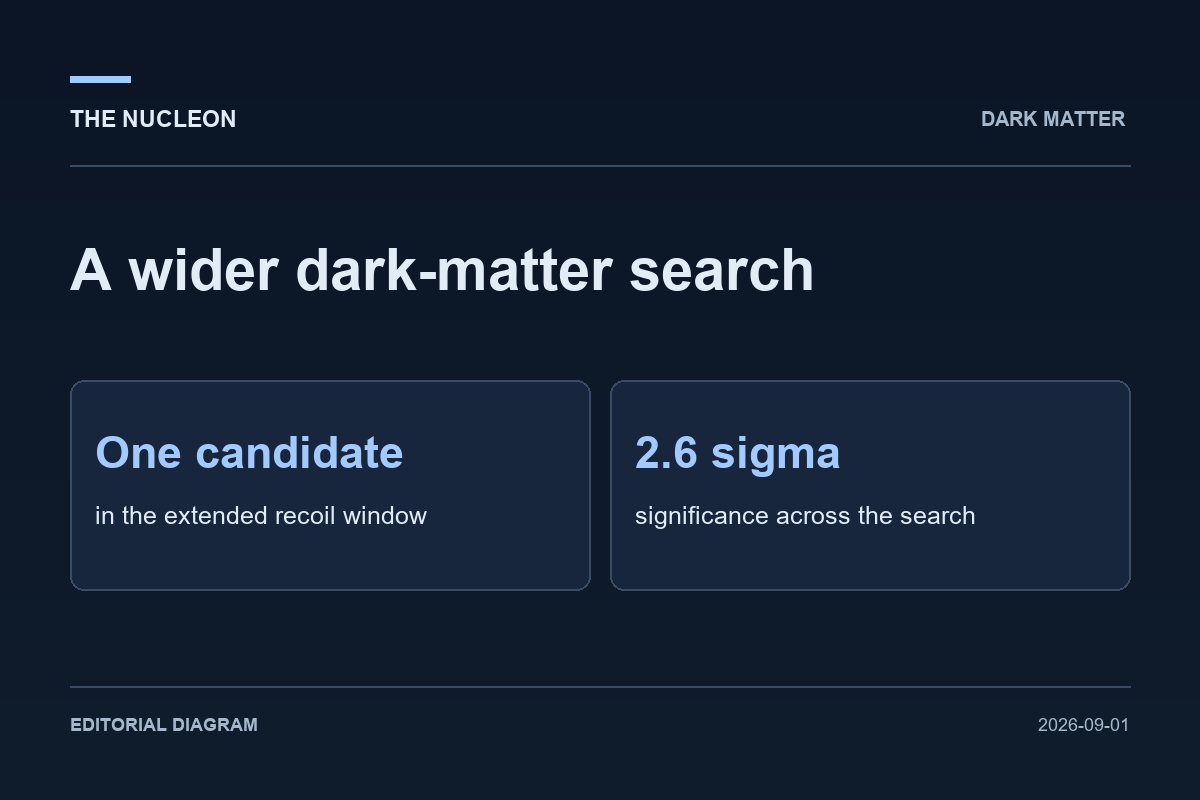 THE NUCLEON
DARK MATTER
A wider dark-matter search
One candidate
in the extended recoil window
2.6 sigma
significance across the search
EDITORIAL DIAGRAM
2026-09-01